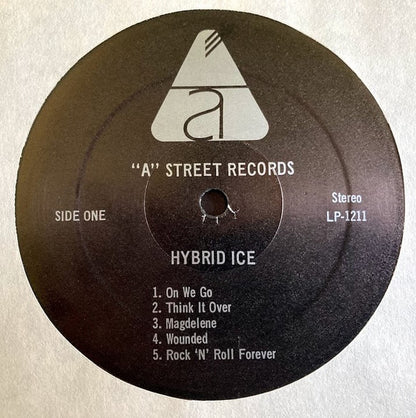 a
"A" STREET RECORDS
SIDE ONE
Stereo
LP-1211
HYBRID ICE
1. On We Go
2. Think It Over
3. Magdelene
4. Wounded
5. Rock 'N' Roll Forever